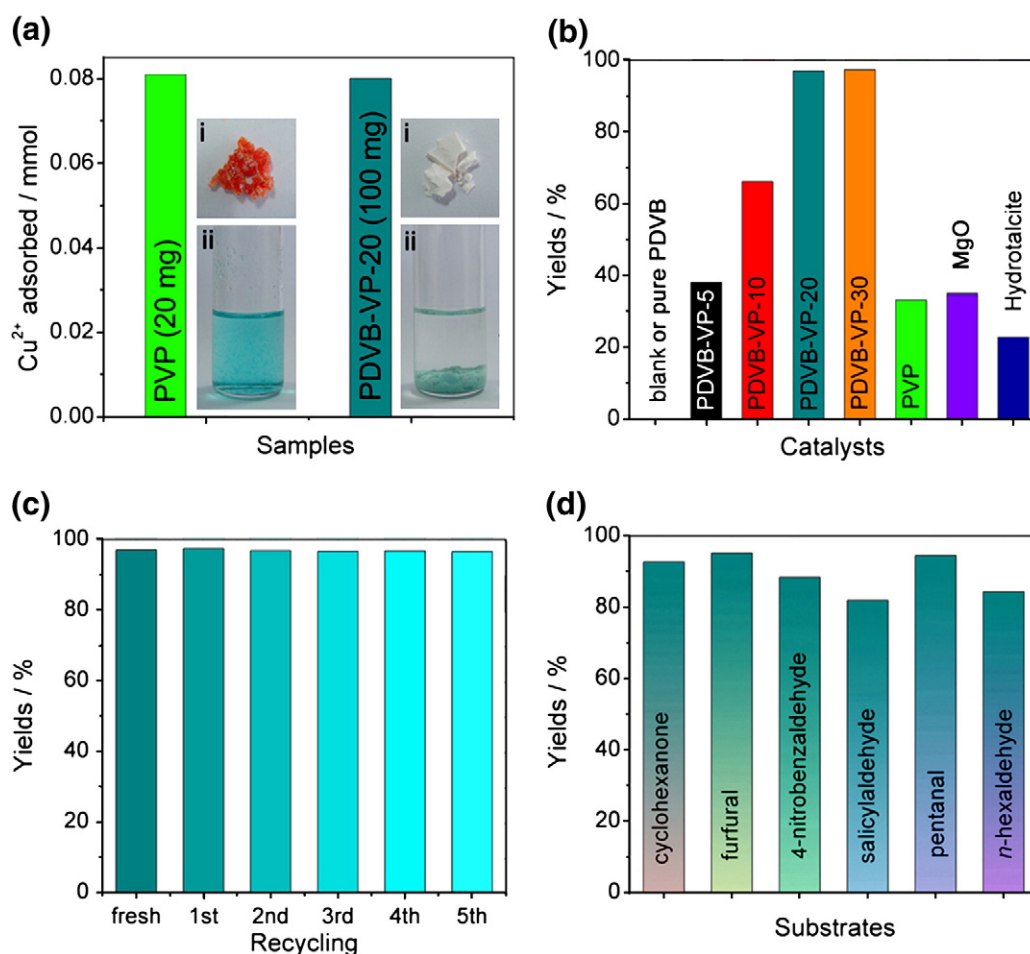 (a)
Cu2+ adsorbed / mmol
0.08
0.06
0.04
0.02
0.00
PVP (20 mg)
i
ii
PDVB-VP-20 (100 mg)
i
ii
Samples
(b)
Yields / %
100
80
60
40
20
0
blank or pure PDVB
PDVB-VP-5
PDVB-VP-10
PDVB-VP-20
PDVB-VP-30
PVP
MgO
Hydrotalcite
Catalysts
(c)
Yields / %
100
80
60
40
20
0
fresh 1st 2nd 3rd 4th 5th
Recycling
(d)
Yields / %
100
80
60
40
20
0
cyclohexanone
furfural
4-nitrobenzaldehyde
salicylaldehyde
pentanal
n-hexaldehyde
Substrates